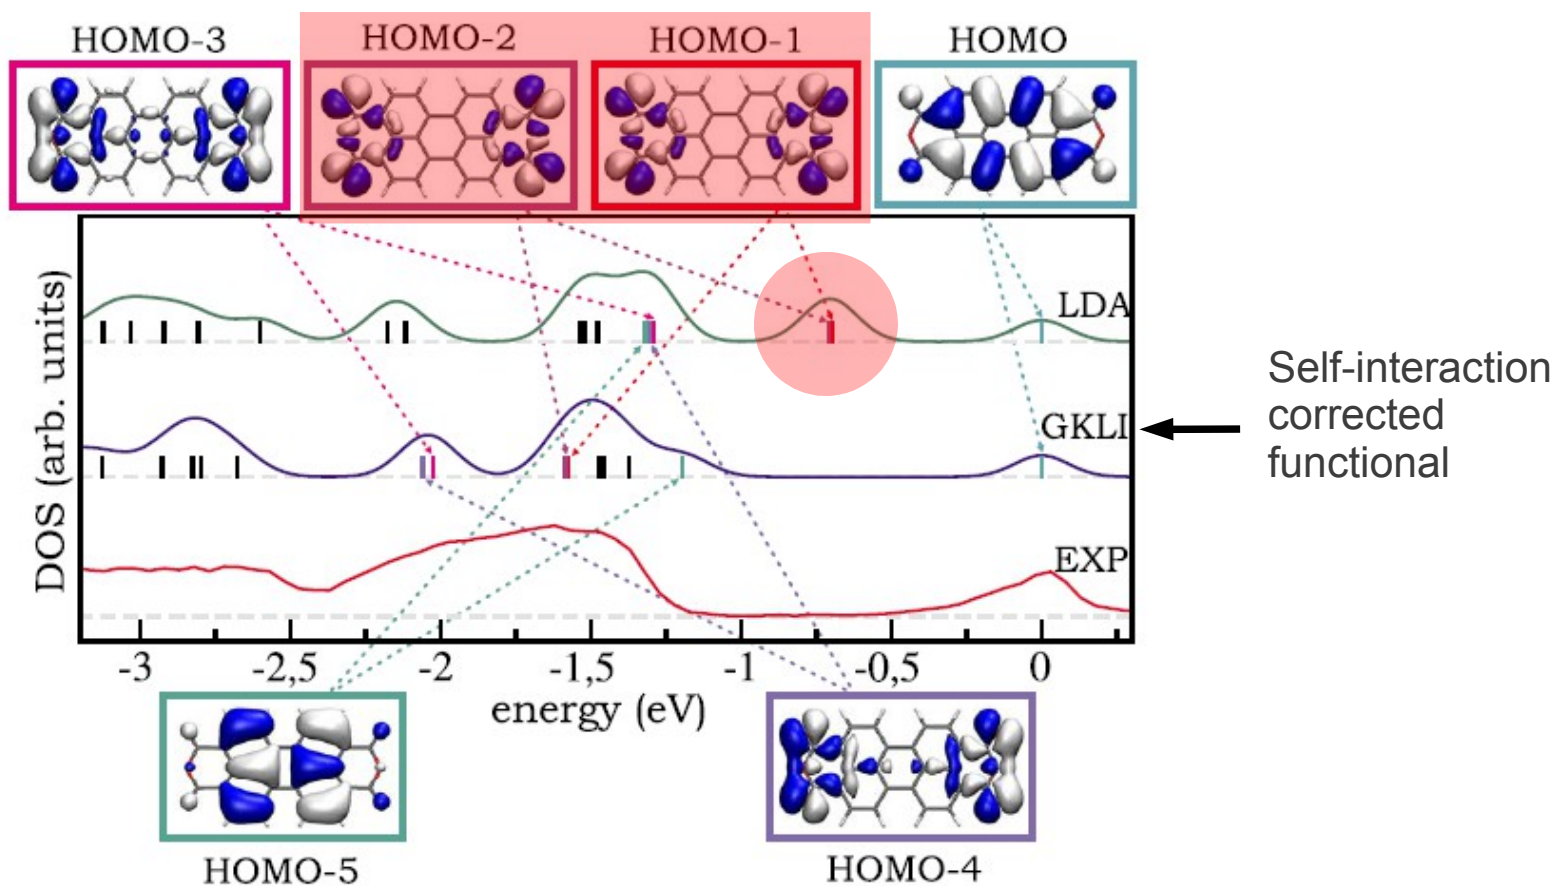 HOMO-3
HOMO-2
HOMO-1
HOMO
LDA
GKLI
EXP
DOS (arb. units)
Self-interaction
corrected
functional
-3
-2,5
-2
-1,5
-1
-0,5
0
energy (eV)
HOMO-5
HOMO-4